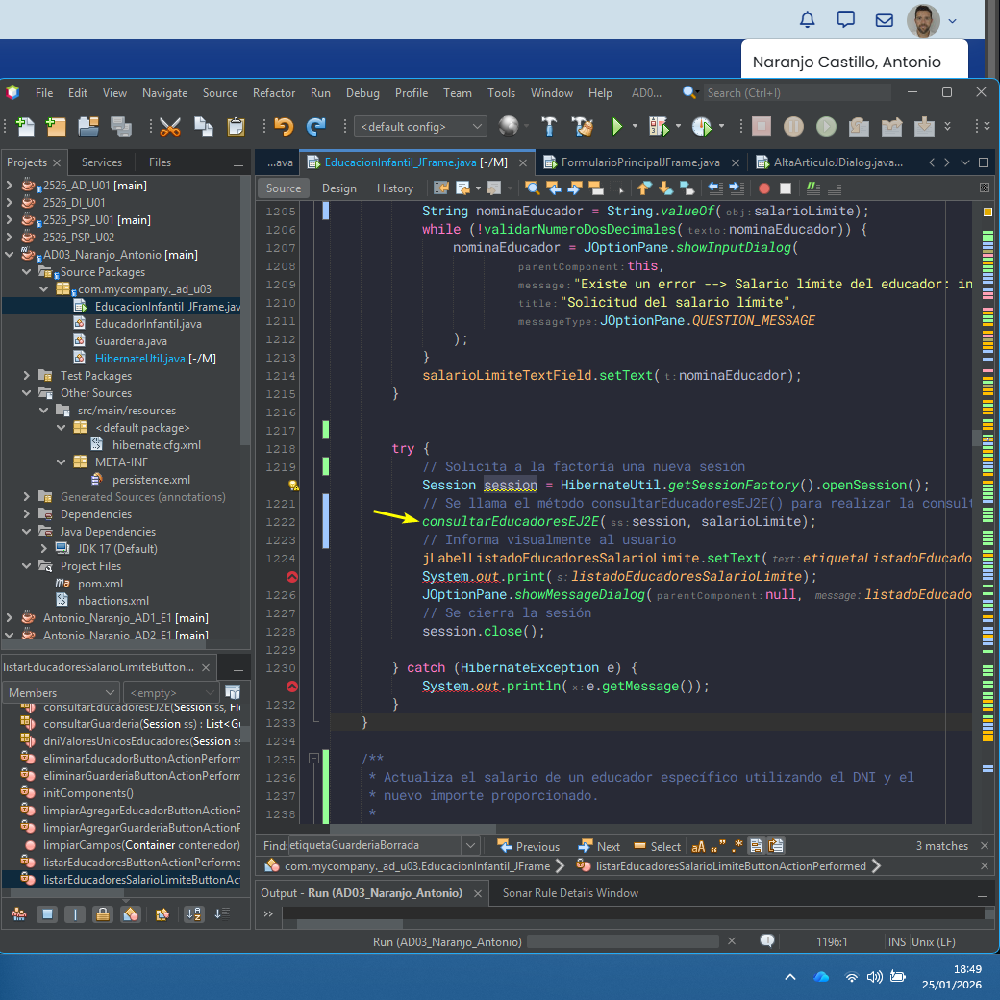 Naranjo Castillo, Antonio
File Edit View Navigate Source Refactor Run Debug Profile Team Tools Window Help AD0... Search (Ctrl+I)
<default config>
Projects Services Files
...ava EducacionInfantil_JFrame.java [-/M] FormularioPrincipalJFrame.java AltaArticuloJDialog.java...
Source Design History
2526_AD_U01 [main]
2526_DI_U01
2526_PSP_U01 [main]
2526_PSP_U02
AD03_Naranjo_Antonio [main]
Source Packages
com.mycompany._ad_u03
EducacionInfantil_JFrame.jav
EducadorInfantil.java
Guarderia.java
HibernateUtil.java [-/M]
Test Packages
Other Sources
src/main/resources
<default package>
hibernate.cfg.xml
META-INF
persistence.xml
Generated Sources (annotations)
Dependencies
Java Dependencies
JDK 17 (Default)
Project Files
pom.xml
nbactions.xml
Antonio_Naranjo_AD1_E1 [main]
Antonio_Naranjo_AD2_E1 [main]
listarEducadoresSalarioLimiteButton...
Members <empty>
consultarEducadoresEJ2E(Session ss, Flo
consultarGuarderia(Session ss) : List<Gu
dniValoresUnicosEducadores(Session ss
eliminarEducadorButtonActionPerform
eliminarGuarderiaButtonActionPerform
initComponents()
limpiarAgregarEducadorButtonActionPe
limpiarAgregarGuarderiaButtonActionP
limpiarCampos(Container contenedor)
listarEducadoresButtonActionPerforme
listarEducadoresSalarioLimiteButtonAc
1205 String nominaEducador = String.valueOf(obj:salarioLimite);
1206 while (!validarNumeroDosDecimales(texto:nominaEducador)) {
1207 nominaEducador = JOptionPane.showInputDialog(
1208 parentComponent:this,
1209 message:"Existe un error --> Salario límite del educador: in
1210 title:"Solicitud del salario límite",
1211 messageType:JOptionPane.QUESTION_MESSAGE
1212 );
1213 }
1214 salarioLimiteTextField.setText(t:nominaEducador);
1215 }
1216
1217
1218 try {
1219 // Solicita a la factoría una nueva sesión
Session session = HibernateUtil.getSessionFactory().openSession();
1221 // Se llama el método consultarEducadoresEJ2E() para realizar la consult
1222 consultarEducadoresEJ2E(ss:session, salarioLimite);
1223 // Informa visualmente al usuario
1224 jLabelListadoEducadoresSalarioLimite.setText(text:etiquetaListadoEducado
System.out.print(s:listadoEducadoresSalarioLimite);
1226 JOptionPane.showMessageDialog(parentComponent:null, message:listadoEducado
1227 // Se cierra la sesión
1228 session.close();
1229
1230 } catch (HibernateException e) {
System.out.println(x:e.getMessage());
1232 }
1233 }
1234
1235 /**
1236 * Actualiza el salario de un educador específico utilizando el DNI y el
1237 * nuevo importe proporcionado.
1238 *
Find: etiquetaGuarderiaBorrada Previous Next Select aA “” .* 3 matches
com.mycompany._ad_u03.EducacionInfantil_JFrame listarEducadoresSalarioLimiteButtonActionPerformed
Output - Run (AD03_Naranjo_Antonio) Sonar Rule Details Window
Run (AD03_Naranjo_Antonio) 1 1196:1 INS Unix (LF)
18:49
25/01/2026